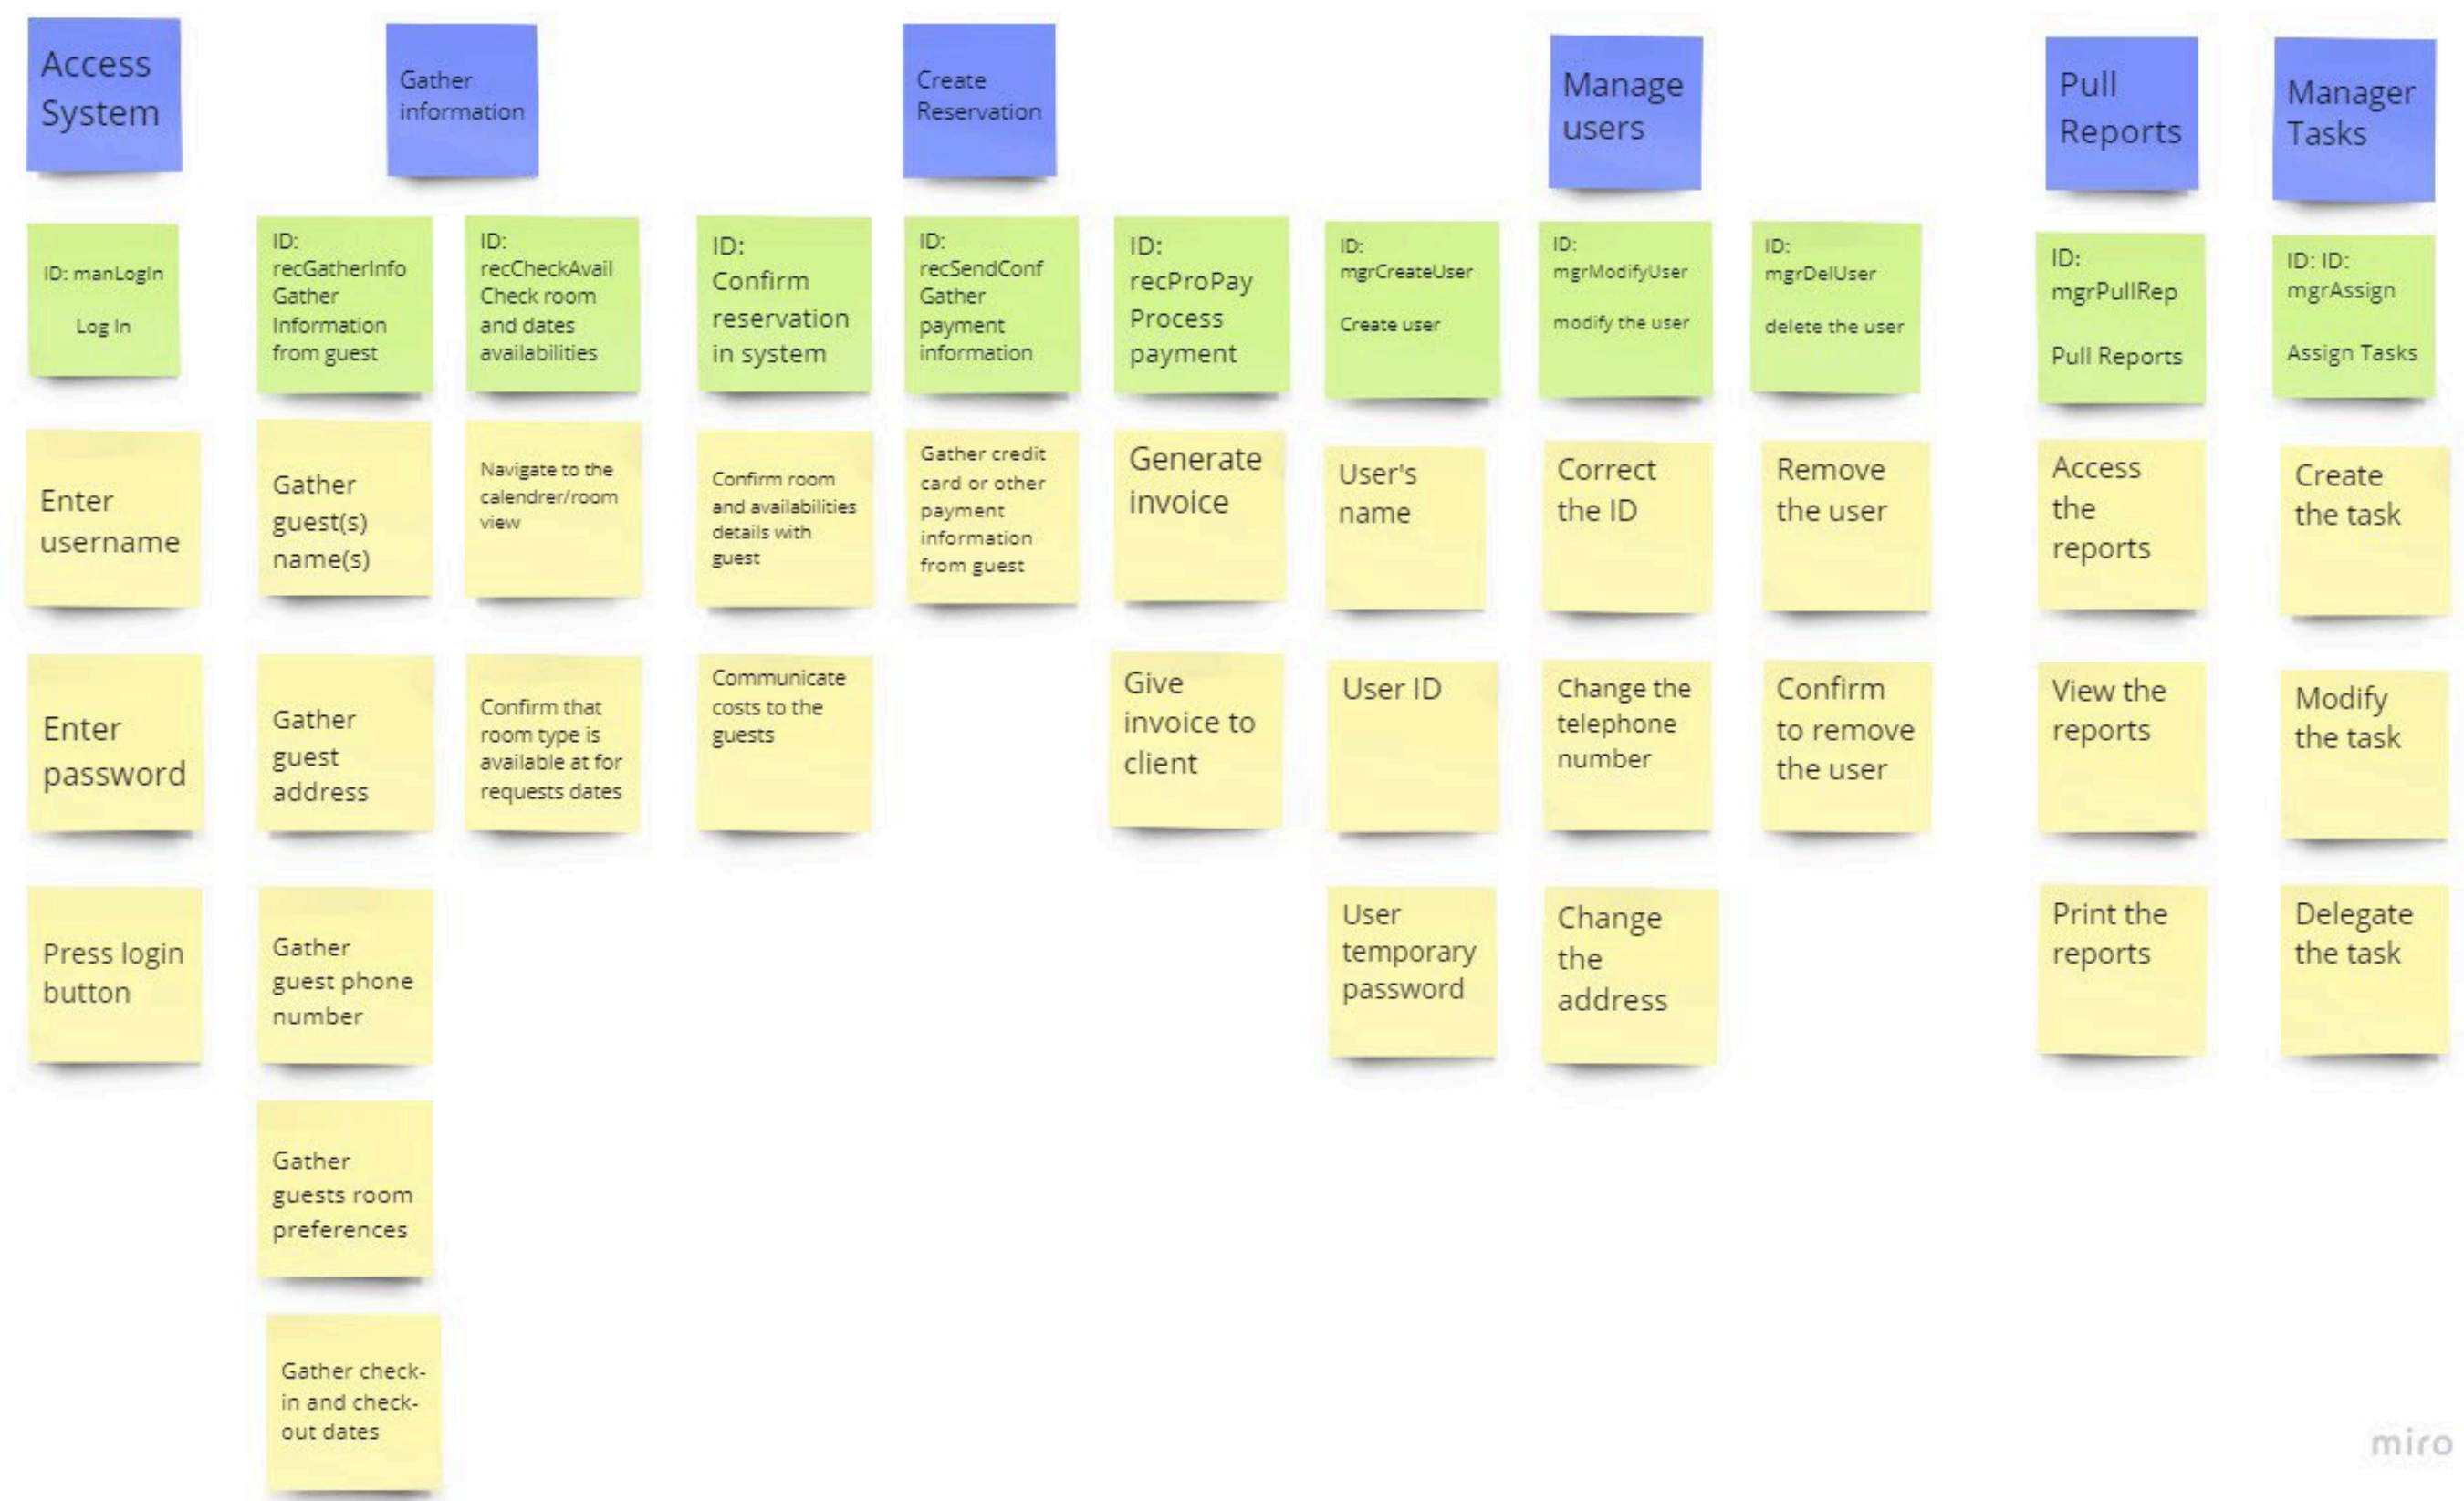 Access
System
Gather
information
Create
Reservation
Manage
users
Pull
Reports
Manager
Tasks
ID: manLogIn
Log In
ID:
recGatherInfo
Gather
Information
from guest
ID:
recCheckAvail
Check room
and dates
availabilities
ID:
Confirm
reservation
in system
ID:
recSendConf
Gather
payment
information
ID:
recProPay
Process
payment
ID:
mgrCreateUser
Create user
ID:
mgrModifyUser
modify the user
ID:
mgrDelUser
delete the user
ID:
mgrPullRep
Pull Reports
ID: ID:
mgrAssign
Assign Tasks
Enter
username
Gather
guest(s)
name(s)
Navigate to the
calendrer/room
view
Confirm room
and availabilities
details with
guest
Gather credit
card or other
payment
information
from guest
Generate
invoice
User's
name
Correct
the ID
Remove
the user
Access
the
reports
Create
the task
Enter
password
Gather
guest
address
Confirm that
room type is
available at for
requests dates
Communicate
costs to the
guests
Give
invoice to
client
User ID
Change the
telephone
number
Confirm
to remove
the user
View the
reports
Modify
the task
Press login
button
Gather
guest phone
number
User
temporary
password
Change
the
address
Print the
reports
Delegate
the task
Gather
guests room
preferences
Gather check-
in and check-
out dates
miro